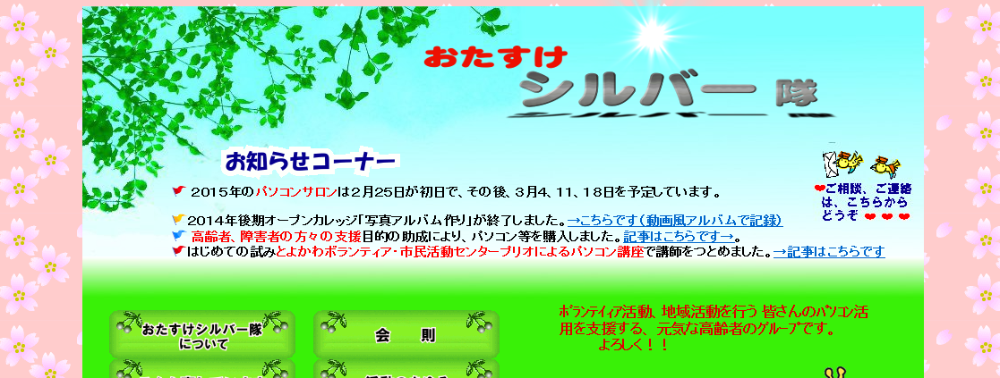 おたすけ
シルバー 隊
お知らせコーナー
ご相談、ご連絡
は、こちらから
どうぞ
2015年のパソコンサロンは2月25日が初日で、その後、3月4、11、18日を予定しています。
2014年後期オープンカレッジ「写真アルバム作り」が終了しました。→こちらです(動画風アルバムで記録)
高齢者、障害者の方々の支援目的の助成により、パソコン等を購入しました。記事はこちらです→。
はじめての試みとよかわボランティア・市民活動センタープリオによるパソコン講座で講師をつとめました。→記事はこちらです
ボランテイィア活動、地域活動を行う 皆さんのパソコン活
用を支援する、元気な高齢者のグループです。
よろしく！！
おたすけシルバー隊
について
会 則